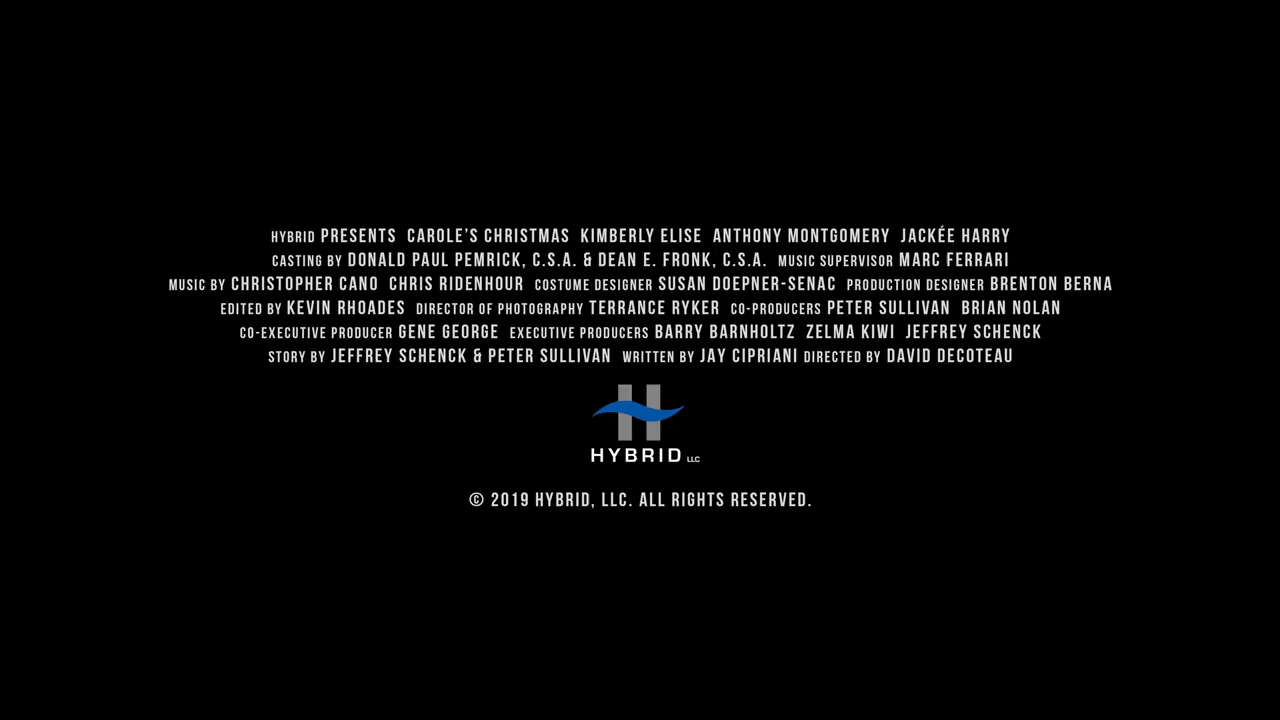 HYBRID PRESENTS CAROLE'S CHRISTMAS KIMBERLY ELISE ANTHONY MONTGOMERY JACKÉE HARRY
CASTING BY DONALD PAUL PEMRICK, C.S.A. & DEAN E. FRONK, C.S.A. MUSIC SUPERVISOR MARC FERRARI
MUSIC BY CHRISTOPHER CANO CHRIS RIDENHOUR COSTUME DESIGNER SUSAN DOEPNER-SENAC PRODUCTION DESIGNER BRENTON BERNA
EDITED BY KEVIN RHOADES DIRECTOR OF PHOTOGRAPHY TERRANCE RYKER CO-PRODUCERS PETER SULLIVAN BRIAN NOLAN
CO-EXECUTIVE PRODUCER GENE GEORGE EXECUTIVE PRODUCERS BARRY BARNHOLTZ ZELMA KIWI JEFFREY SCHENCK
STORY BY JEFFREY SCHENCK & PETER SULLIVAN WRITTEN BY JAY CIPRIANI DIRECTED BY DAVID DECOTEAU
H
HYBRID LLC
© 2019 HYBRID, LLC. ALL RIGHTS RESERVED.